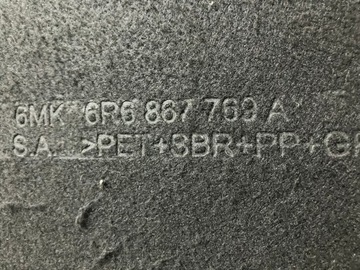 6MK 6R6 867 769 A
S.A. >PET+SBR+PP+GF